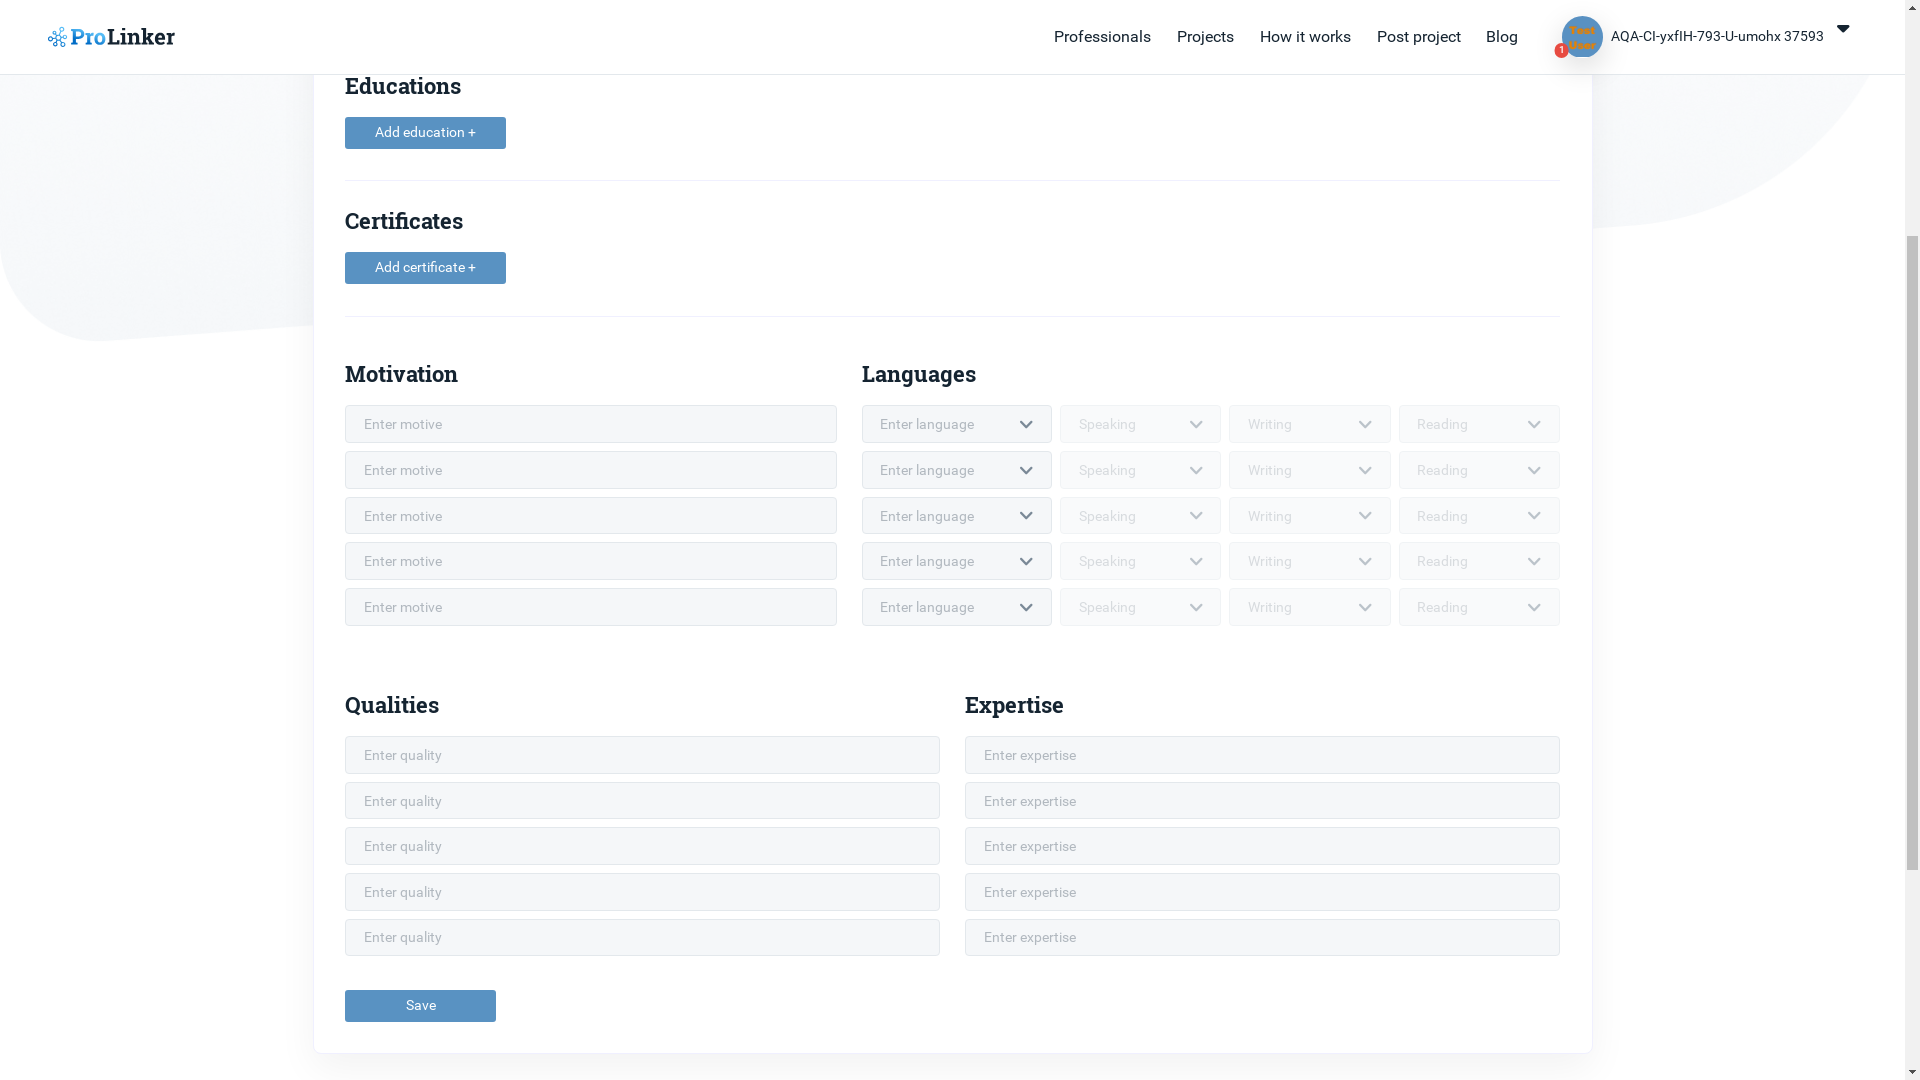 ProLinker
Professionals Projects How it works Post project Blog
Test
User
1
AQA-CI-yxfIH-793-U-umohx 37593
Educations
Add education +
Certificates
Add certificate +
Motivation
Enter motive
Enter motive
Enter motive
Enter motive
Enter motive
Languages
Enter language Speaking Writing Reading
Enter language Speaking Writing Reading
Enter language Speaking Writing Reading
Enter language Speaking Writing Reading
Enter language Speaking Writing Reading
Qualities
Enter quality
Enter quality
Enter quality
Enter quality
Enter quality
Expertise
Enter expertise
Enter expertise
Enter expertise
Enter expertise
Enter expertise
Save